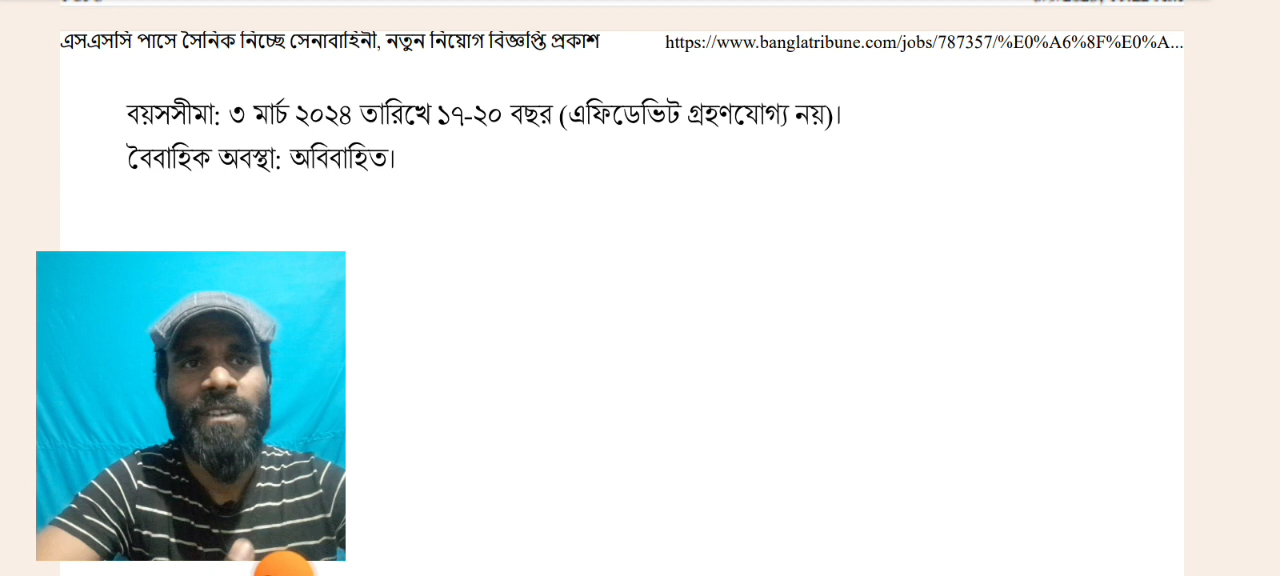 এসএসসি পাসে সৈনিক নিচ্ছে সেনাবাহিনী, নতুন নিয়োগ বিজ্ঞপ্তি প্রকাশ
https://www.banglatribune.com/jobs/787357/%E0%A6%8F%E0%A...
বয়সসীমা: ৩ মার্চ ২০২৪ তারিখে ১৭-২০ বছর (এফিডেভিট গ্রহণযোগ্য নয়)।
বৈবাহিক অবস্থা: অবিবাহিত।